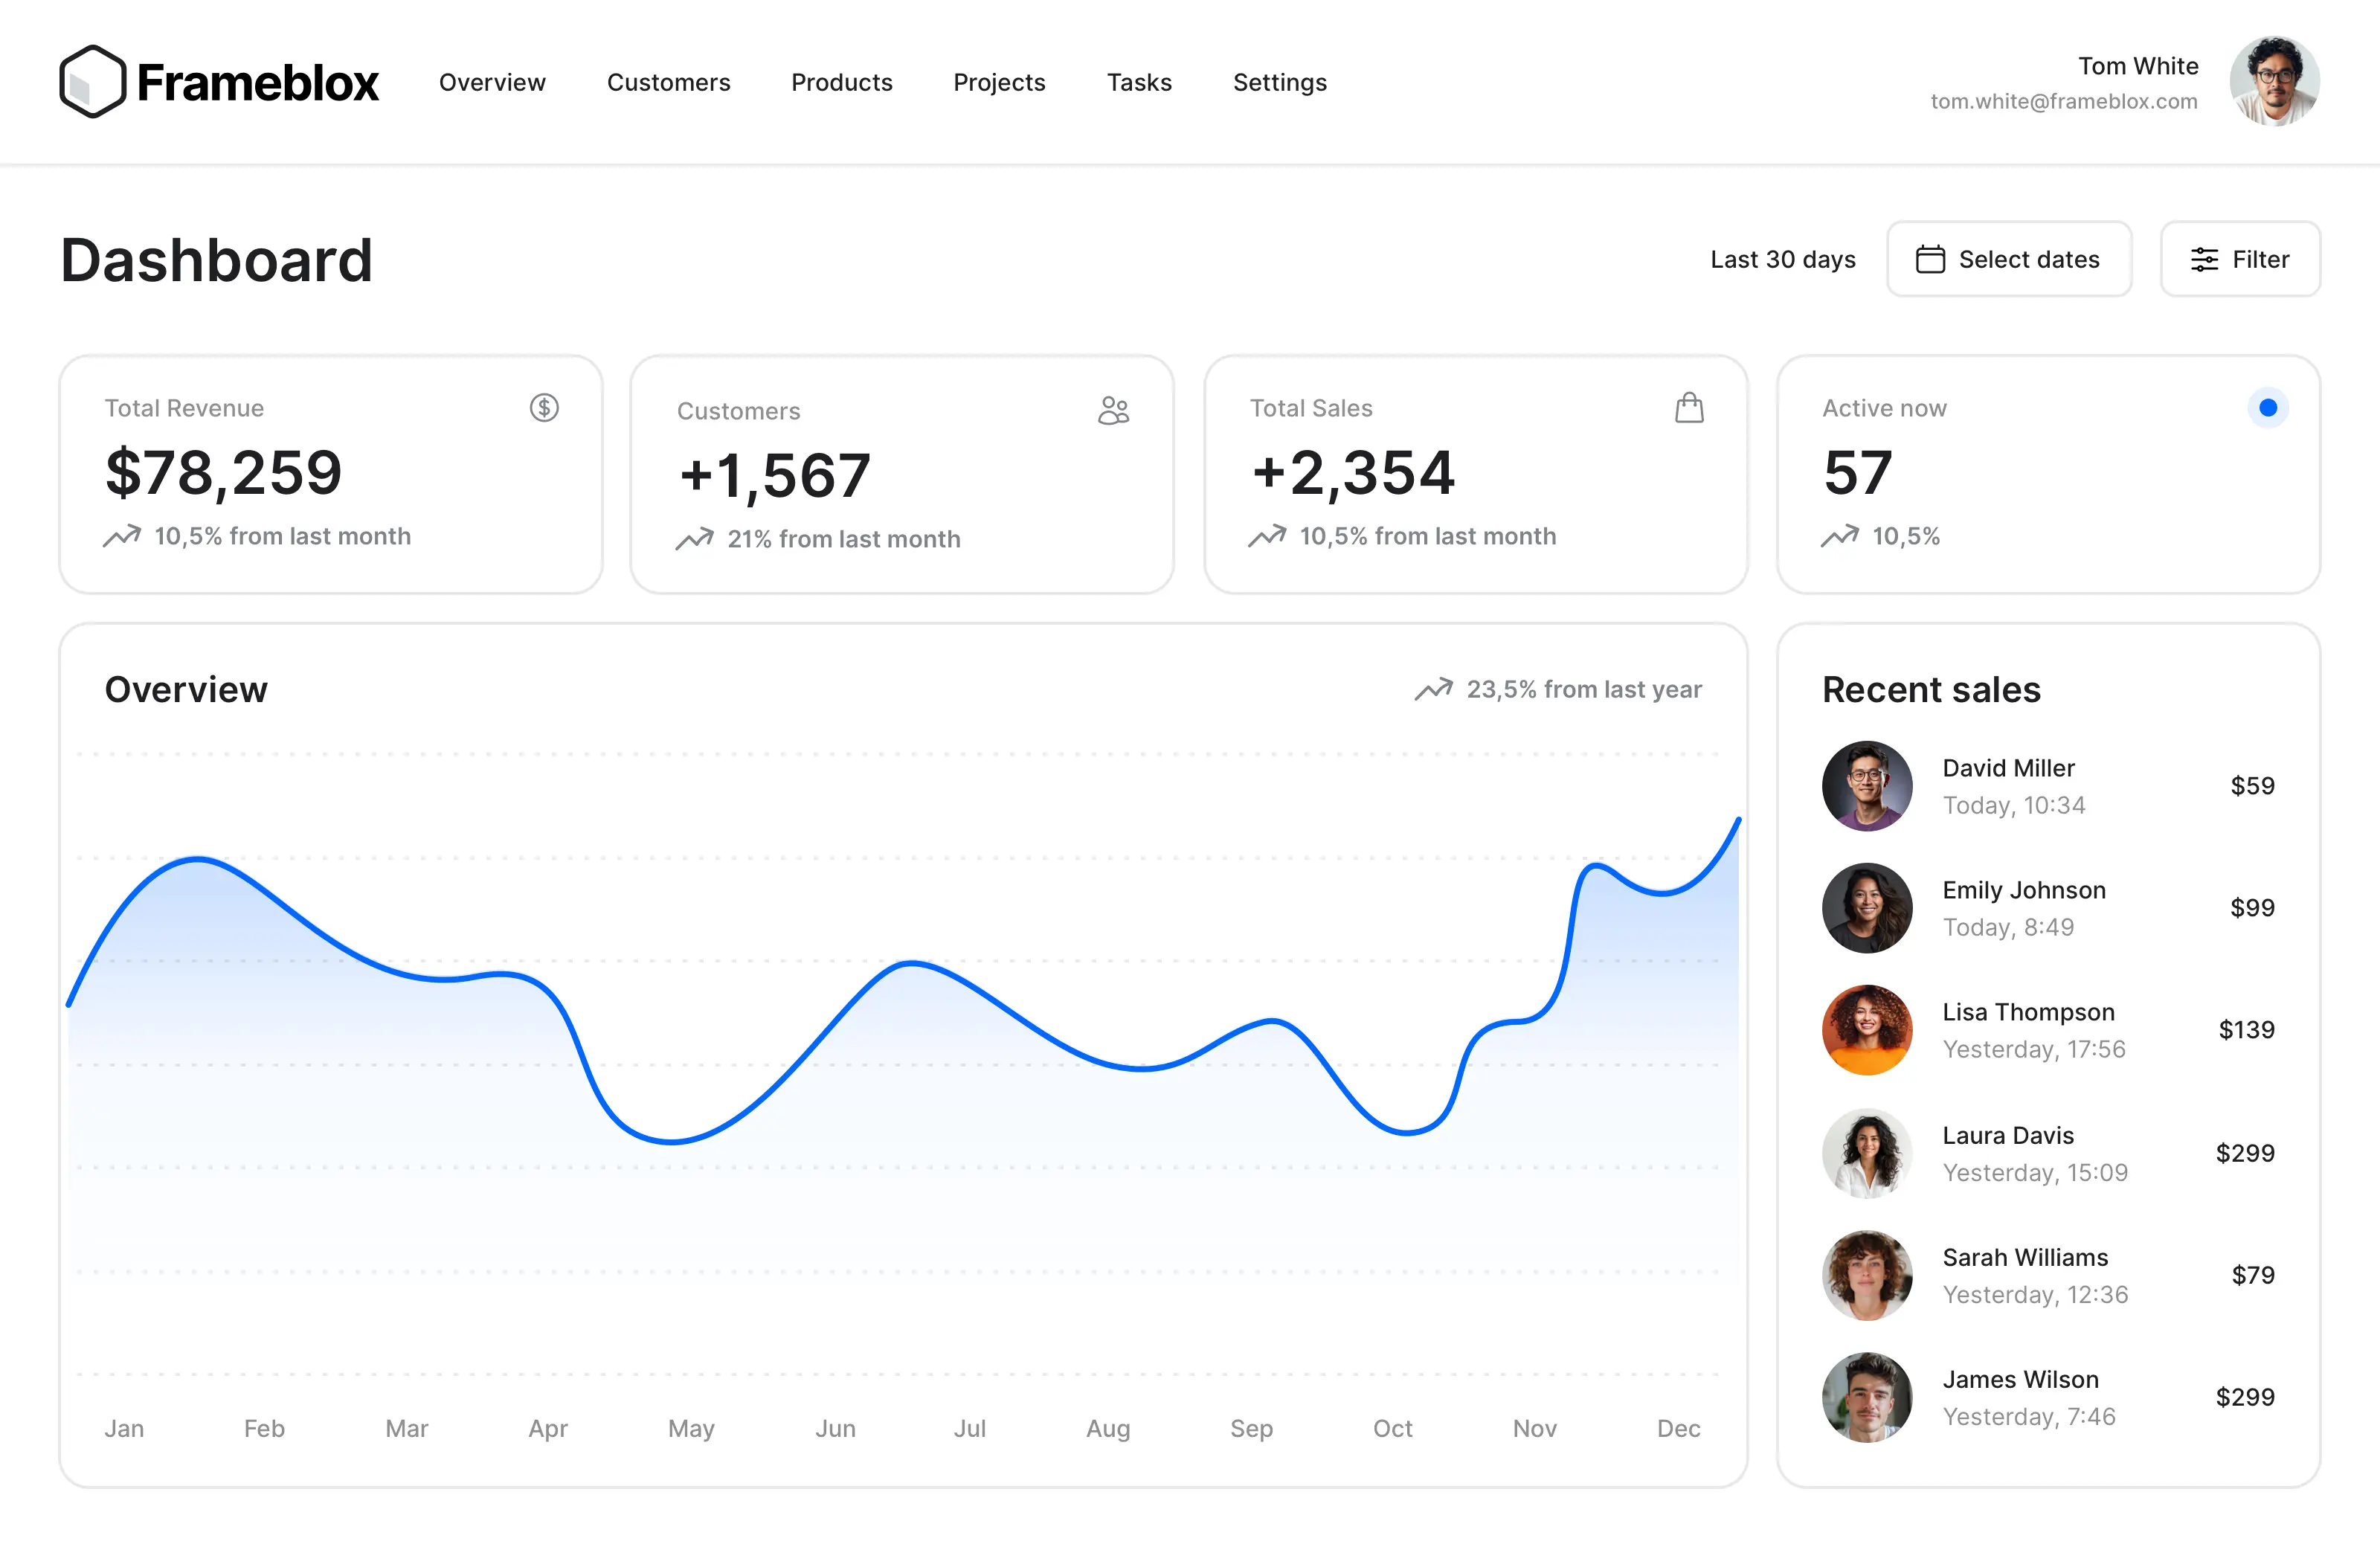 Frameblox
Overview
Customers
Products
Projects
Tasks
Settings
Tom White
tom.white@frameblox.com
Dashboard
Last 30 days
Select dates
Filter
Total Revenue
$78,259
10,5% from last month
Customers
+1,567
21% from last month
Total Sales
+2,354
10,5% from last month
Active now
57
10,5%
Overview
23,5% from last year
Jan
Feb
Mar
Apr
May
Jun
Jul
Aug
Sep
Oct
Nov
Dec
Recent sales
David Miller
Today, 10:34
$59
Emily Johnson
Today, 8:49
$99
Lisa Thompson
Yesterday, 17:56
$139
Laura Davis
Yesterday, 15:09
$299
Sarah Williams
Yesterday, 12:36
$79
James Wilson
Yesterday, 7:46
$299